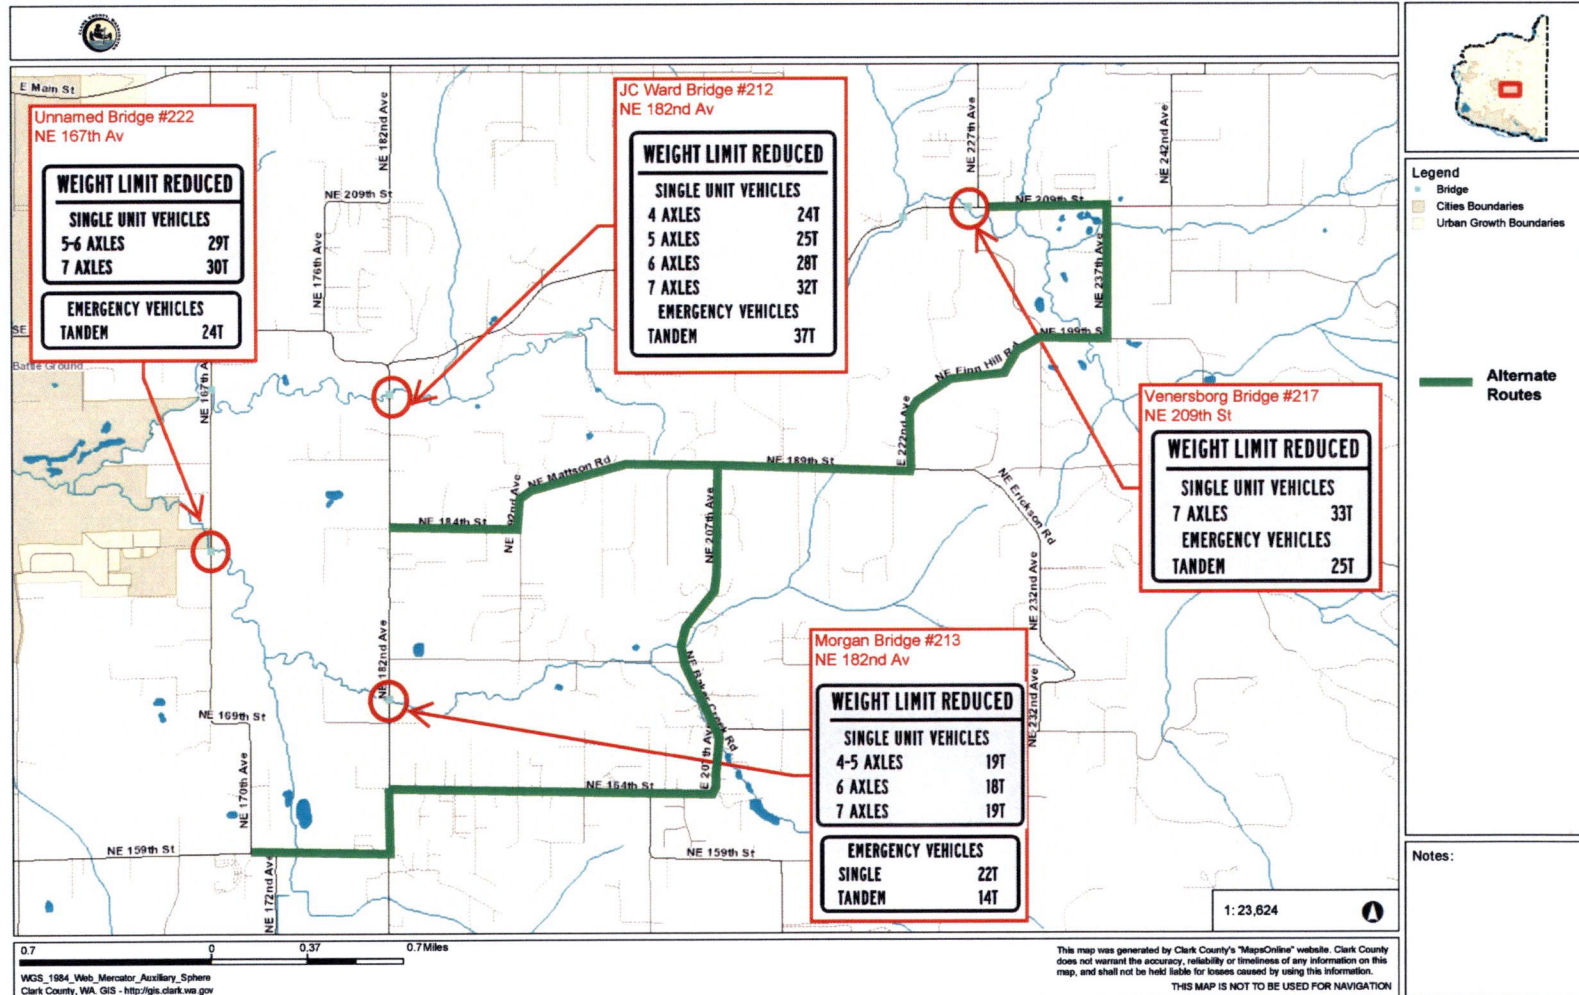 CLARK COUNTY, WASHINGTON
E Main St
Unnamed Bridge #222
NE 167th Av
WEIGHT LIMIT REDUCED
SINGLE UNIT VEHICLES
5-6 AXLES 29T
7 AXLES 30T
EMERGENCY VEHICLES
TANDEM 24T
SE
Battle Ground
NE 167th A
NE 182nd Ave
NE 209th St
NE 176th Ave
JC Ward Bridge #212
NE 182nd Av
WEIGHT LIMIT REDUCED
SINGLE UNIT VEHICLES
4 AXLES 24T
5 AXLES 25T
6 AXLES 28T
7 AXLES 32T
EMERGENCY VEHICLES
TANDEM 37T
NE 227th Ave
NE 242nd Ave
NE 209th St
NE 237th Ave
NE 199th S
NE Finn Hill Rd
E 222nd Ave
NE 189th St
NE Mattson Rd
NE 92nd Ave
NE 184th St
NE 207th Ave
NE Erickson Rd
NE 232nd Ave
NE 232nd Ave
Venersborg Bridge #217
NE 209th St
WEIGHT LIMIT REDUCED
SINGLE UNIT VEHICLES
7 AXLES 33T
EMERGENCY VEHICLES
TANDEM 25T
NE 182nd Ave
NE Baker Creek Rd
E 207th Av
NE 169th St
NE 170th Ave
NE 164th St
NE 159th St
NE 172nd Ave
NE 159th St
Morgan Bridge #213
NE 182nd Av
WEIGHT LIMIT REDUCED
SINGLE UNIT VEHICLES
4-5 AXLES 19T
6 AXLES 18T
7 AXLES 19T
EMERGENCY VEHICLES
SINGLE 22T
TANDEM 14T
1: 23,624
Legend
Bridge
Cities Boundaries
Urban Growth Boundaries
Alternate
Routes
Notes:
0.7 0 0.37 0.7 Miles
WGS_1984_Web_Mercator_Auxiliary_Sphere
Clark County, WA. GIS - http://gis.clark.wa.gov
This map was generated by Clark County's "MapsOnline" website. Clark County
does not warrant the accuracy, reliability or timeliness of any information on this
map, and shall not be held liable for losses caused by using this information.
THIS MAP IS NOT TO BE USED FOR NAVIGATION